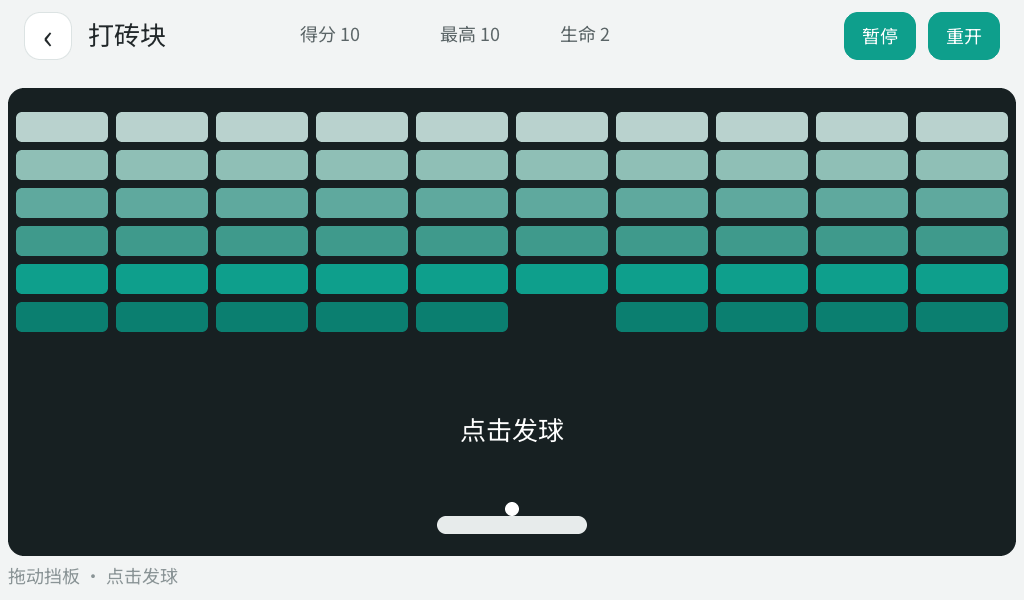 打砖块
得分 10
最高 10
生命 2
暂停
重开
点击发球
拖动挡板 · 点击发球